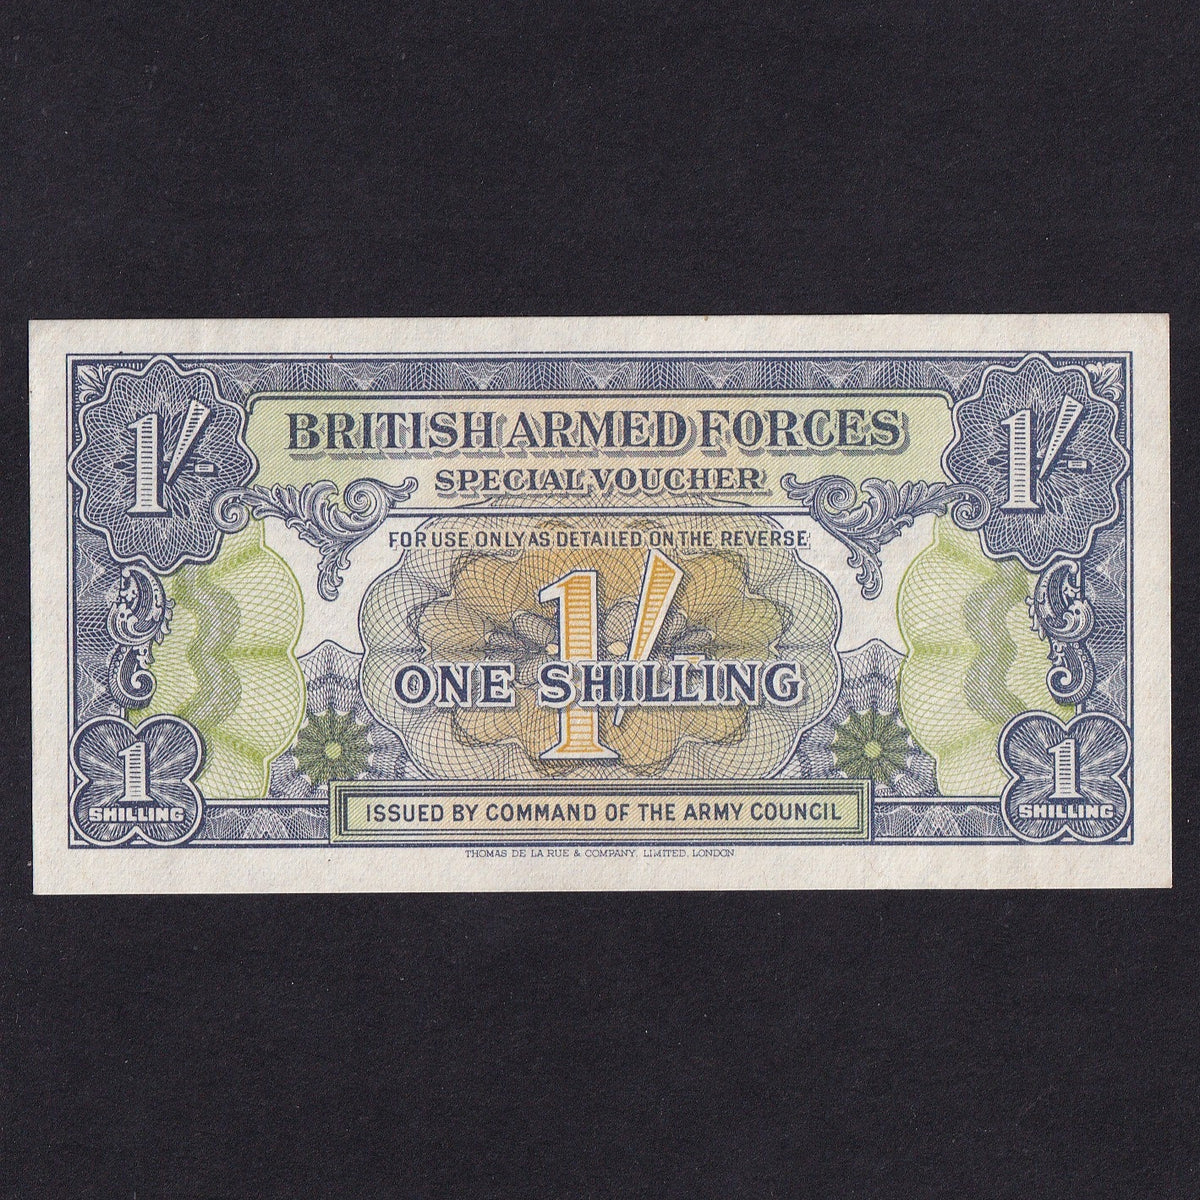 1/-
1/-
BRITISH ARMED FORCES
SPECIAL VOUCHER
FOR USE ONLY AS DETAILED ON THE REVERSE
1/-
ONE SHILLING
1
SHILLING
1
SHILLING
ISSUED BY COMMAND OF THE ARMY COUNCIL
THOMAS DE LA RUE & COMPANY, LIMITED, LONDON